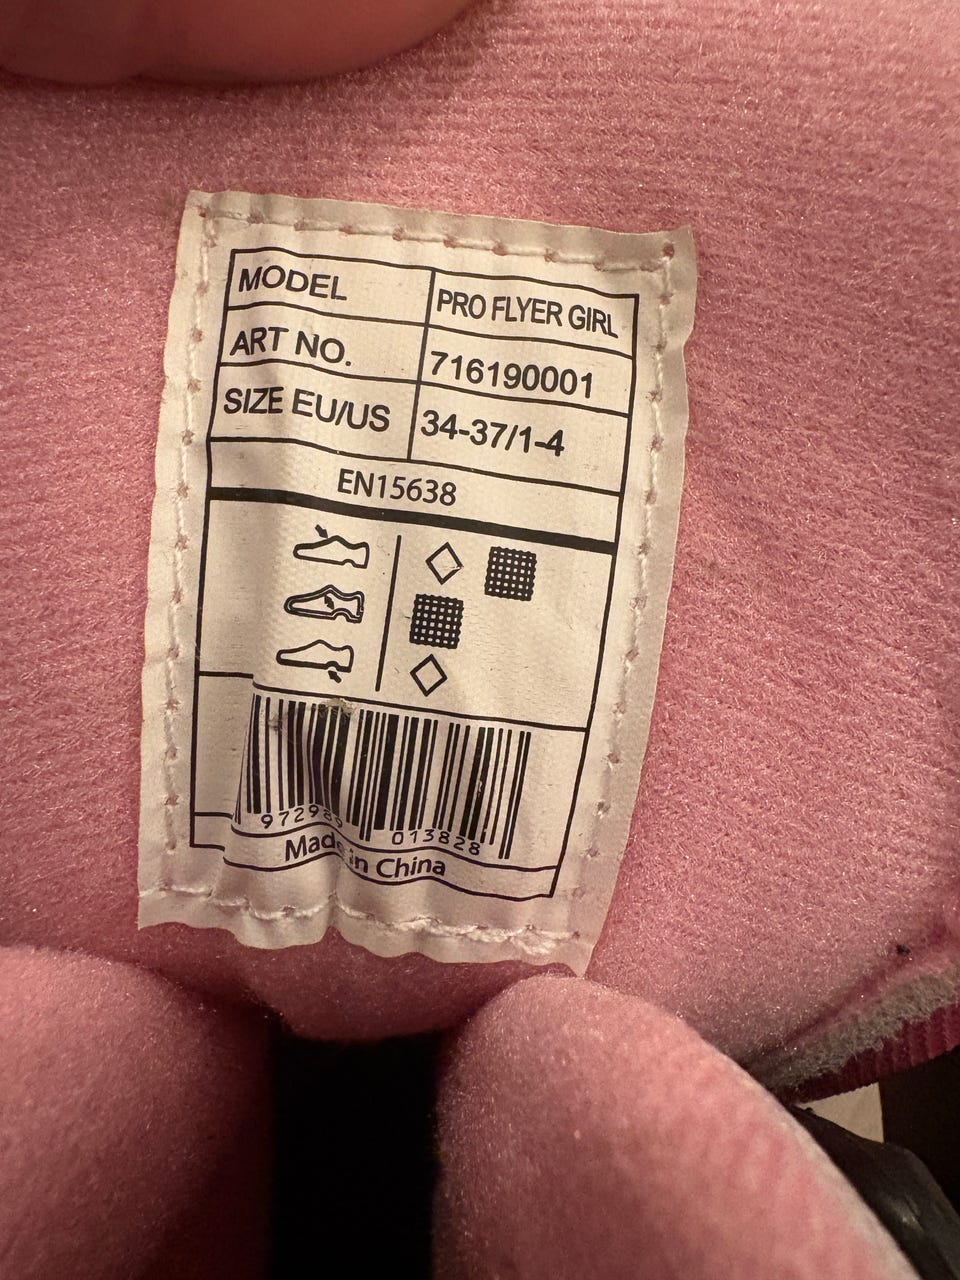 MODEL PRO FLYER GIRL
ART NO. 716190001
SIZE EU/US 34-37/1-4
EN15638
972989 013828
Made in China